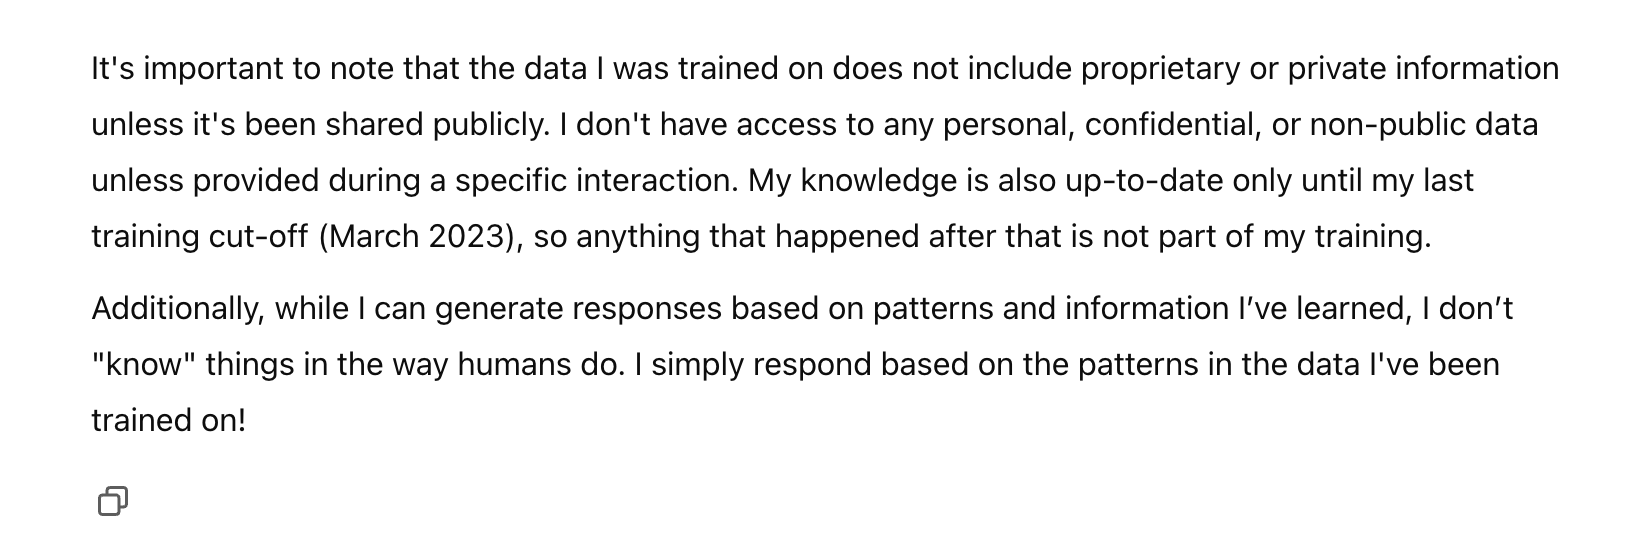 It's important to note that the data I was trained on does not include proprietary or private information
unless it's been shared publicly. I don't have access to any personal, confidential, or non-public data
unless provided during a specific interaction. My knowledge is also up-to-date only until my last
training cut-off (March 2023), so anything that happened after that is not part of my training.
Additionally, while I can generate responses based on patterns and information I’ve learned, I don’t
"know" things in the way humans do. I simply respond based on the patterns in the data I've been
trained on!